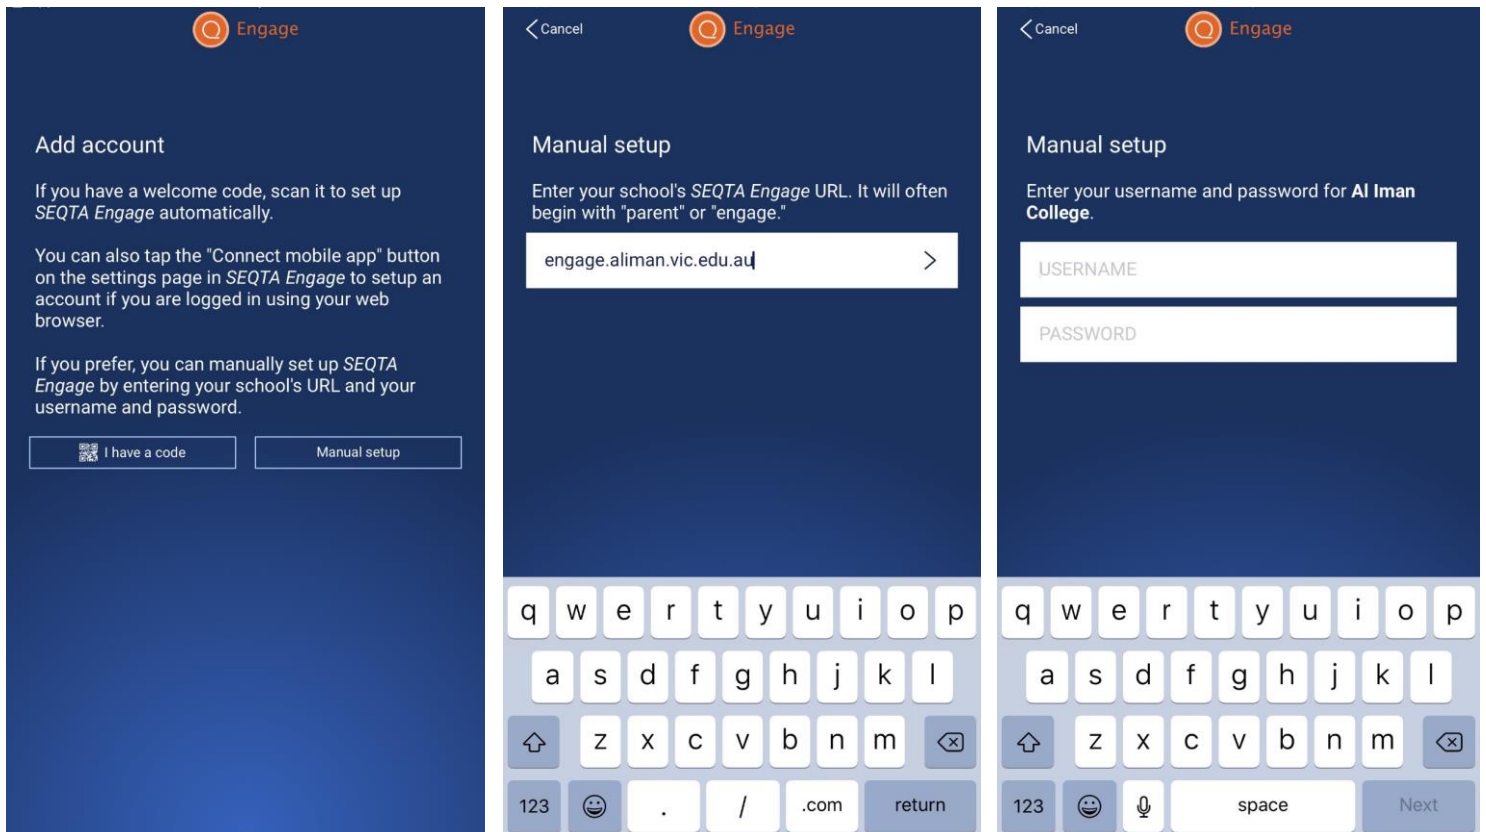 Engage
Add account
If you have a welcome code, scan it to set up
SEQTA Engage automatically.
You can also tap the "Connect mobile app" button
on the settings page in SEQTA Engage to setup an
account if you are logged in using your web
browser.
If you prefer, you can manually set up SEQTA
Engage by entering your school's URL and your
username and password.
I have a code
Manual setup
Cancel
Engage
Manual setup
Enter your school's SEQTA Engage URL. It will often
begin with "parent" or "engage."
engage.aliman.vic.edu.au
q w e r t y u i o p
a s d f g h j k l
z x c v b n m
123 . / .com return
Cancel
Engage
Manual setup
Enter your username and password for Al Iman
College.
USERNAME
PASSWORD
q w e r t y u i o p
a s d f g h j k l
z x c v b n m
123 space Next